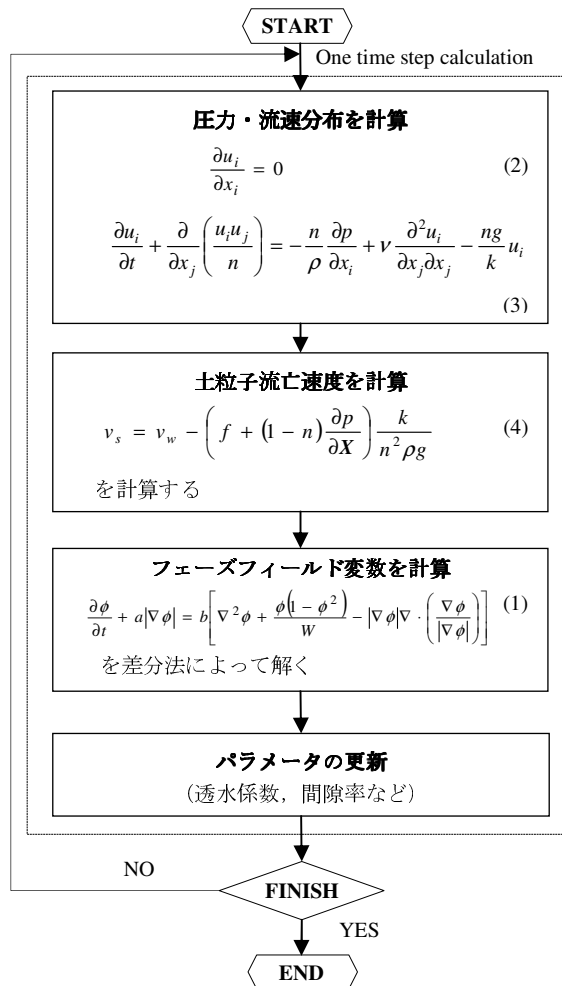 START
One time step calculation
圧力・流速分布を計算
∂u_i/∂x_i = 0 (2)
∂u_i/∂t + ∂/∂x_j (u_i u_j / n) = −(n/ρ) ∂p/∂x_i + ν ∂²u_i/∂x_j∂x_j − (ng/k) u_i
(3)
土粒子流亡速度を計算
v_s = v_w − (f + (1 − n) ∂p/∂X) k/(n²ρg) (4)
を計算する
フェーズフィールド変数を計算
∂φ/∂t + a|∇φ| = b[∇²φ + φ(1 − φ²)/W − |∇φ|∇·(∇φ/|∇φ|)] (1)
を差分法によって解く
パラメータの更新
(透水係数，間隙率など)
NO
FINISH
YES
END